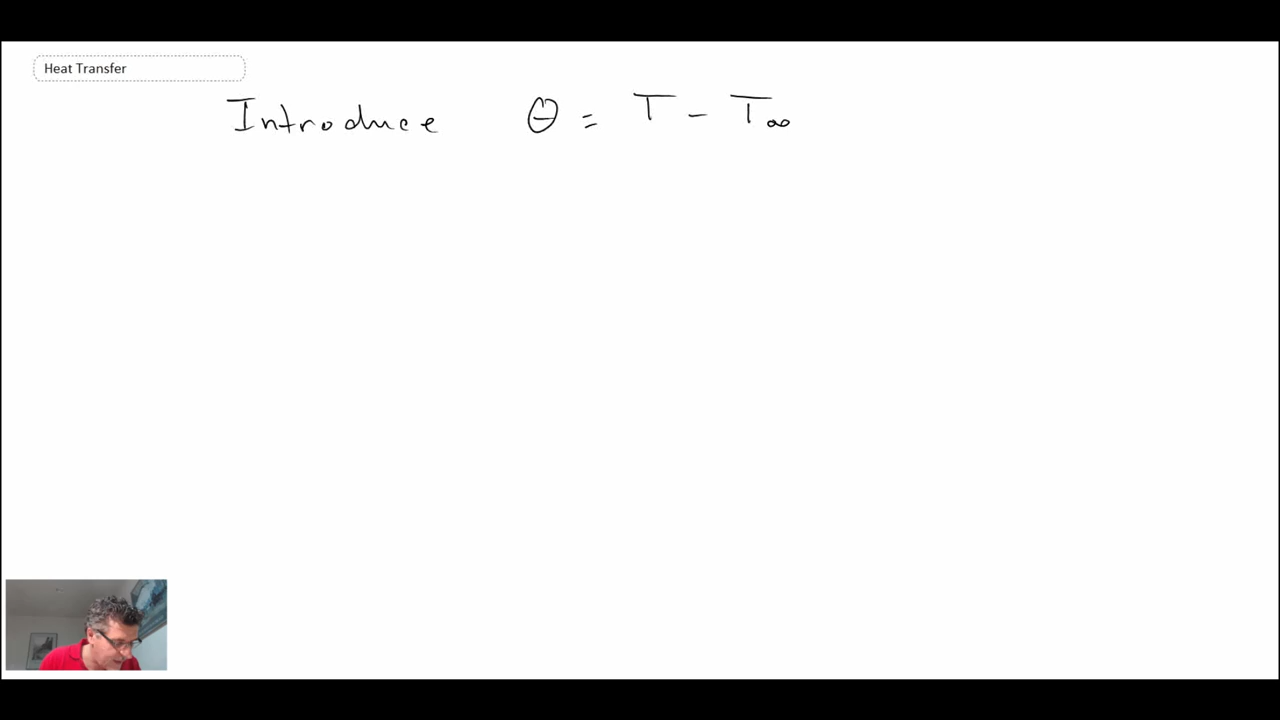 Heat Transfer
Introduce θ = T - T∞